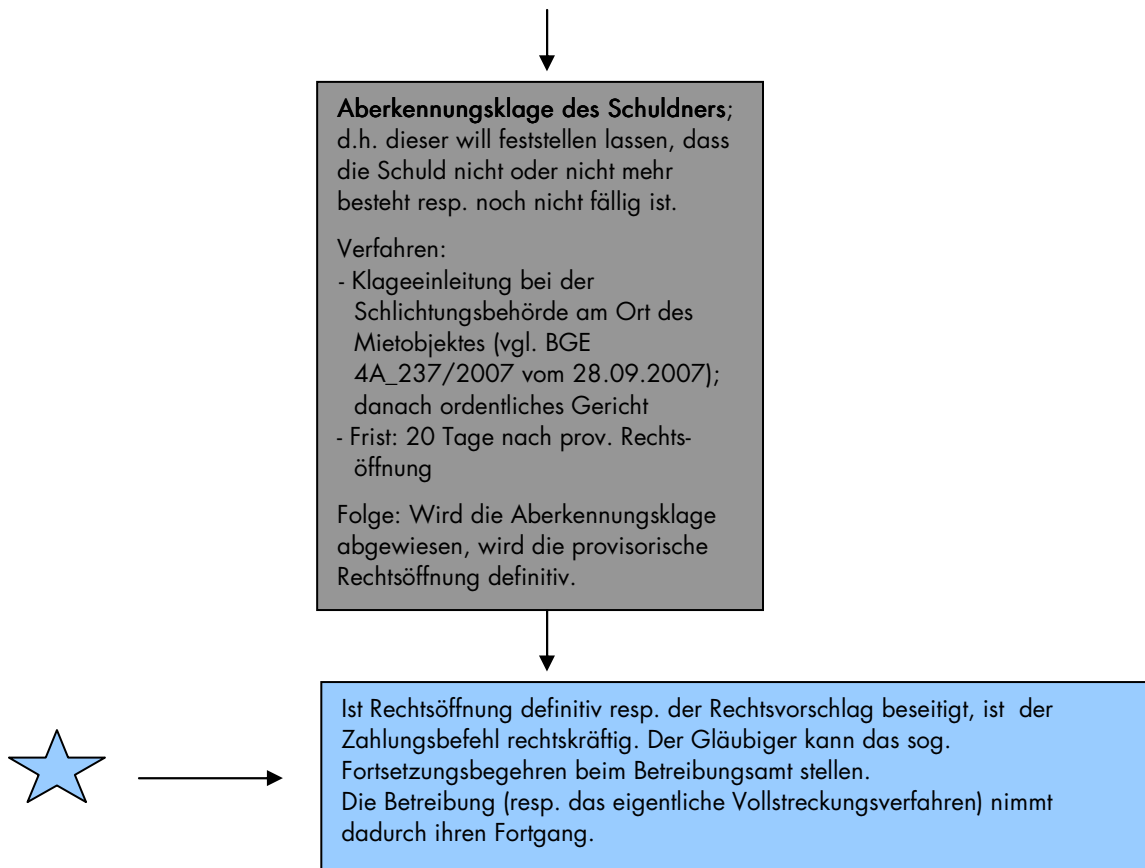 Aberkennungsklage des Schuldners;
d.h. dieser will feststellen lassen, dass
die Schuld nicht oder nicht mehr
besteht resp. noch nicht fällig ist.
Verfahren:
- Klageeinleitung bei der
Schlichtungsbehörde am Ort des
Mietobjektes (vgl. BGE
4A_237/2007 vom 28.09.2007);
danach ordentliches Gericht
- Frist: 20 Tage nach prov. Rechts-
öffnung
Folge: Wird die Aberkennungsklage
abgewiesen, wird die provisorische
Rechtsöffnung definitiv.
Ist Rechtsöffnung definitiv resp. der Rechtsvorschlag beseitigt, ist  der
Zahlungsbefehl rechtskräftig. Der Gläubiger kann das sog.
Fortsetzungsbegehren beim Betreibungsamt stellen.
Die Betreibung (resp. das eigentliche Vollstreckungsverfahren) nimmt
dadurch ihren Fortgang.